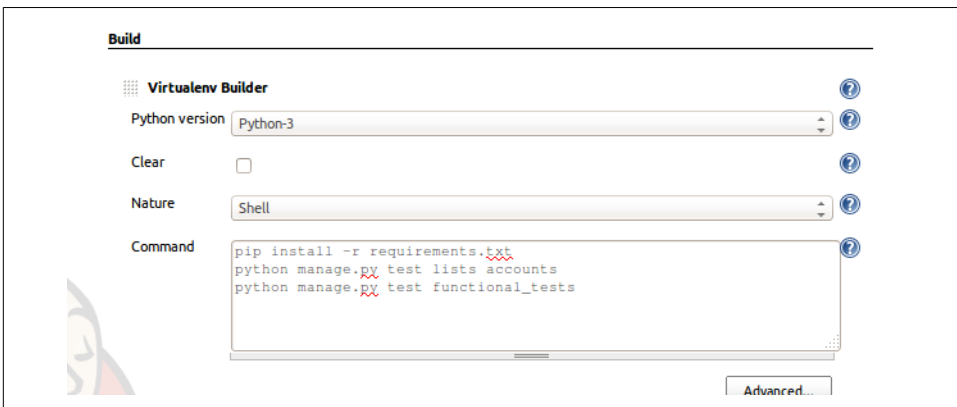 Build
Virtualenv Builder
Python version Python-3
Clear
Nature Shell
Command
pip install -r requirements.txt
python manage.py test lists accounts
python manage.py test functional_tests
Advanced...